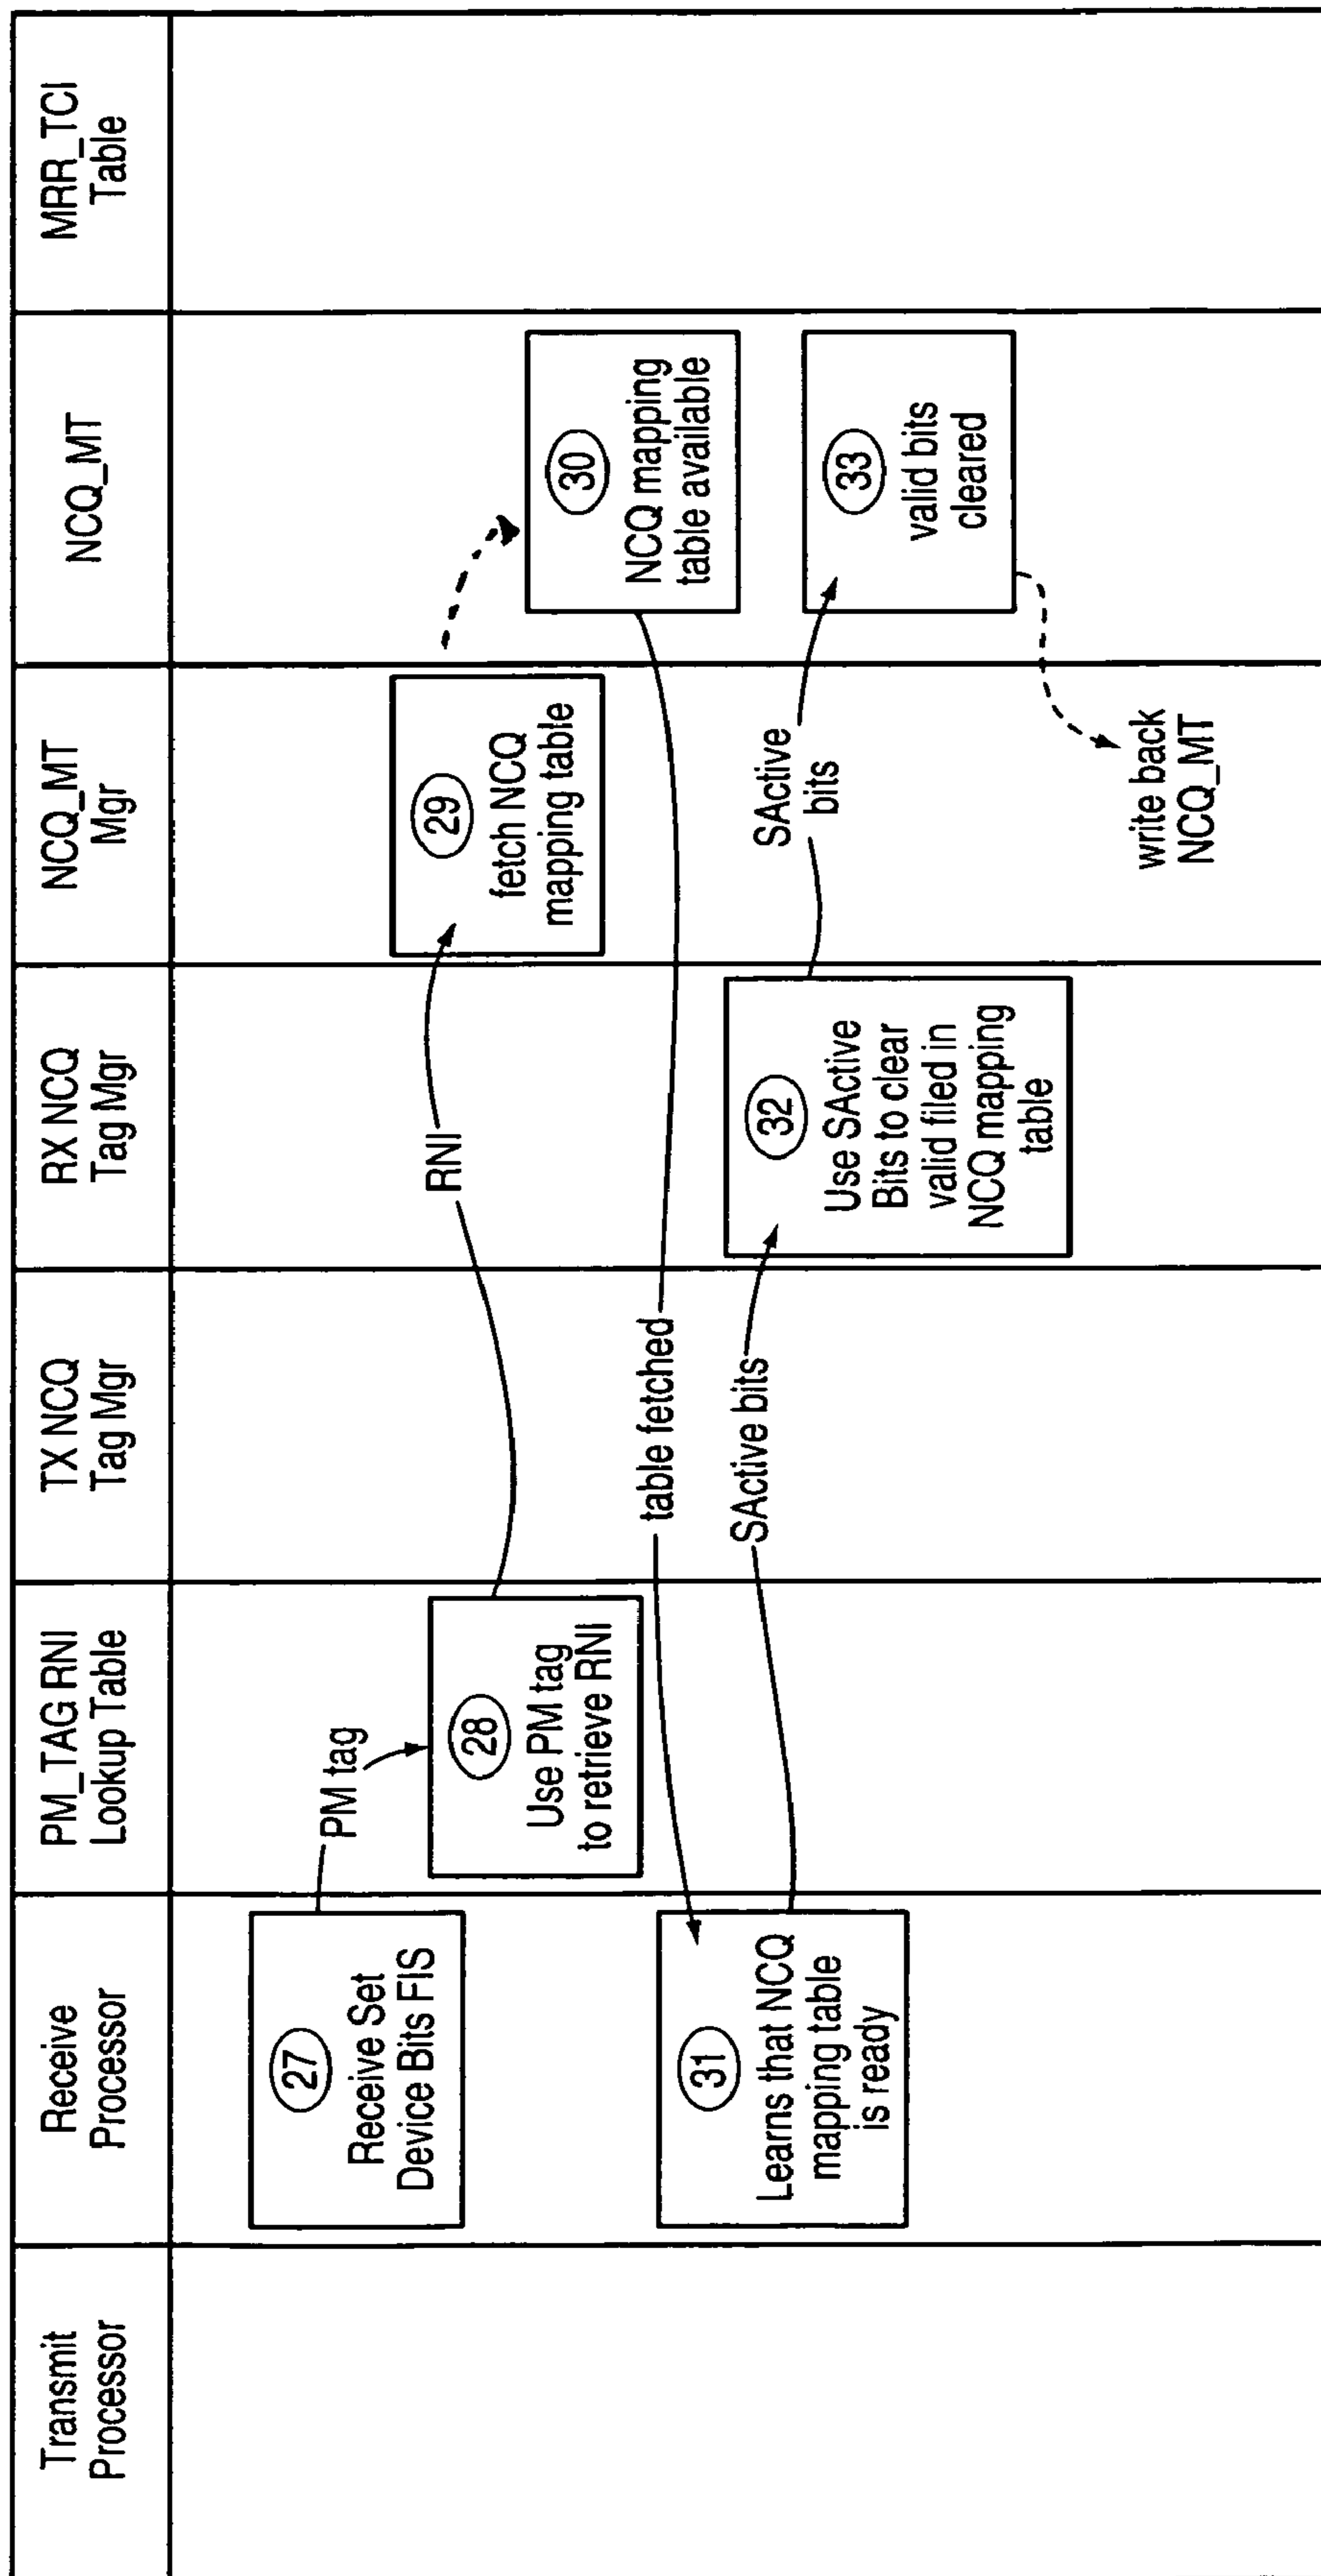 Transmit
Processor
Receive
Processor
PM_TAG RNI
Lookup Table
TX NCQ
Tag Mgr
RX NCQ
Tag Mgr
NCQ_MT
Mgr
NCQ_MT
MRR_TCI
Table
27
Receive Set
Device Bits FIS
PM tag
28
Use PM tag
to retrieve RNI
RNI
29
fetch NCQ
mapping table
30
NCQ mapping
table available
table fetched
31
Learns that NCQ
mapping table
is ready
SActive bits
32
Use SActive
Bits to clear
valid filed in
NCQ mapping
table
SActive
bits
33
valid bits
cleared
write back
NCQ_MT